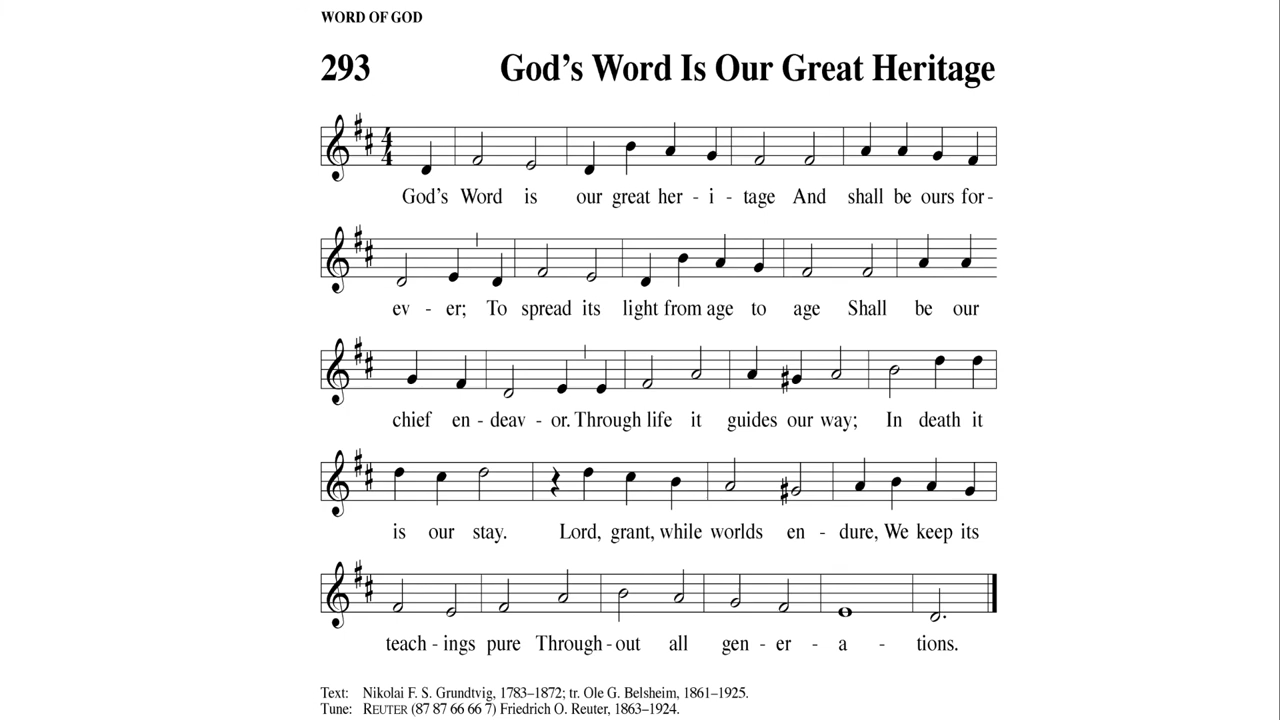 WORD OF GOD
293 God's Word Is Our Great Heritage
4
4
God's Word is our great her - i - tage And shall be ours for-
ev - er; To spread its light from age to age Shall be our
chief en - deav - or. Through life it guides our way; In death it
is our stay. Lord, grant, while worlds en - dure, We keep its
teach - ings pure Through - out all gen - er - a - tions.
Text: Nikolai F. S. Grundtvig, 1783–1872; tr. Ole G. Belsheim, 1861–1925.
Tune: REUTER (87 87 66 66 7) Friedrich O. Reuter, 1863–1924.